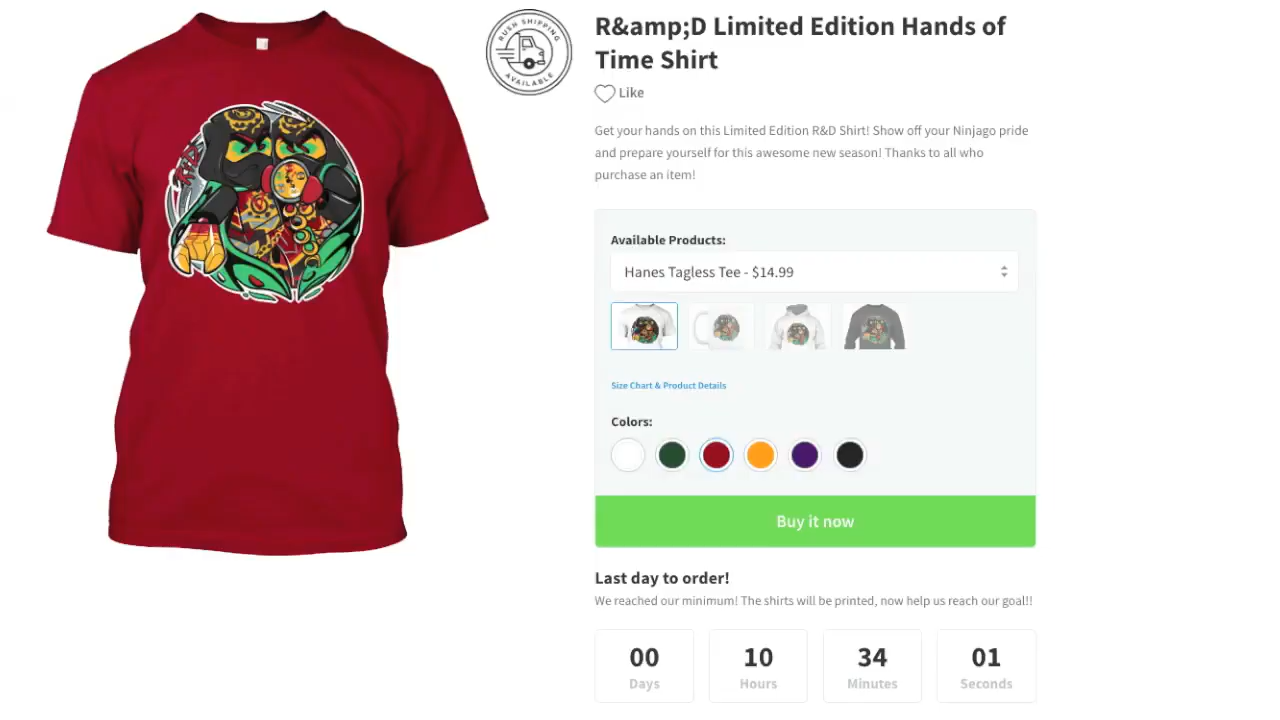 RUSH SHIPPING
AVAILABLE
R&amp;D Limited Edition Hands of
Time Shirt
Like
Get your hands on this Limited Edition R&D Shirt! Show off your Ninjago pride
and prepare yourself for this awesome new season! Thanks to all who
purchase an item!
Available Products:
Hanes Tagless Tee - $14.99
Size Chart & Product Details
Colors:
Buy it now
Last day to order!
We reached our minimum! The shirts will be printed, now help us reach our goal!!
00 10 34 01
Days Hours Minutes Seconds